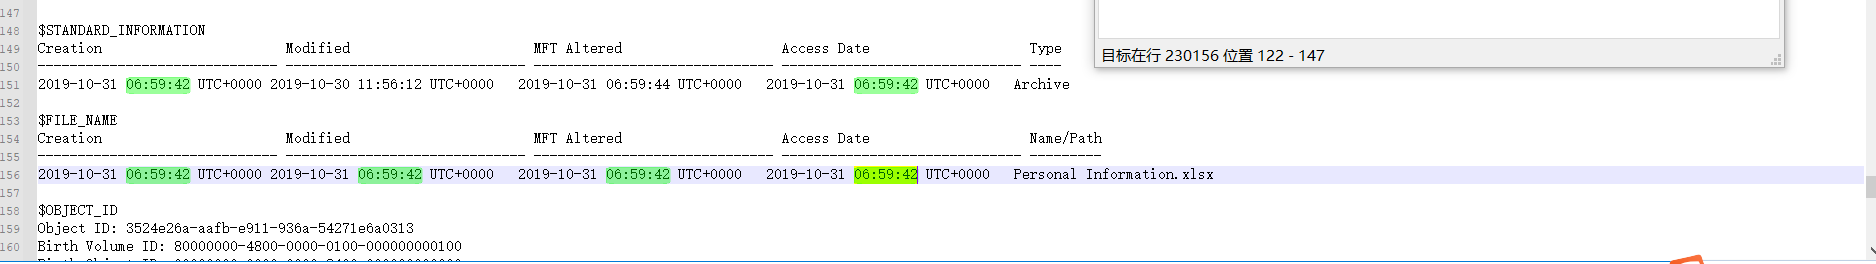 147
148 $STANDARD_INFORMATION
149 Creation Modified MFT Altered Access Date Type
150 ------------------------------ ------------------------------ ------------------------------ ------------------------------ ----
151 2019-10-31 06:59:42 UTC+0000 2019-10-30 11:56:12 UTC+0000 2019-10-31 06:59:44 UTC+0000 2019-10-31 06:59:42 UTC+0000 Archive
152
153 $FILE_NAME
154 Creation Modified MFT Altered Access Date Name/Path
155 ------------------------------ ------------------------------ ------------------------------ ------------------------------ ---------
156 2019-10-31 06:59:42 UTC+0000 2019-10-31 06:59:42 UTC+0000 2019-10-31 06:59:42 UTC+0000 2019-10-31 06:59:42 UTC+0000 Personal Information.xlsx
157
158 $OBJECT_ID
159 Object ID: 3524e26a-aafb-e911-936a-54271e6a0313
160 Birth Volume ID: 80000000-4800-0000-0100-000000000100
目标在行 230156 位置 122 - 147